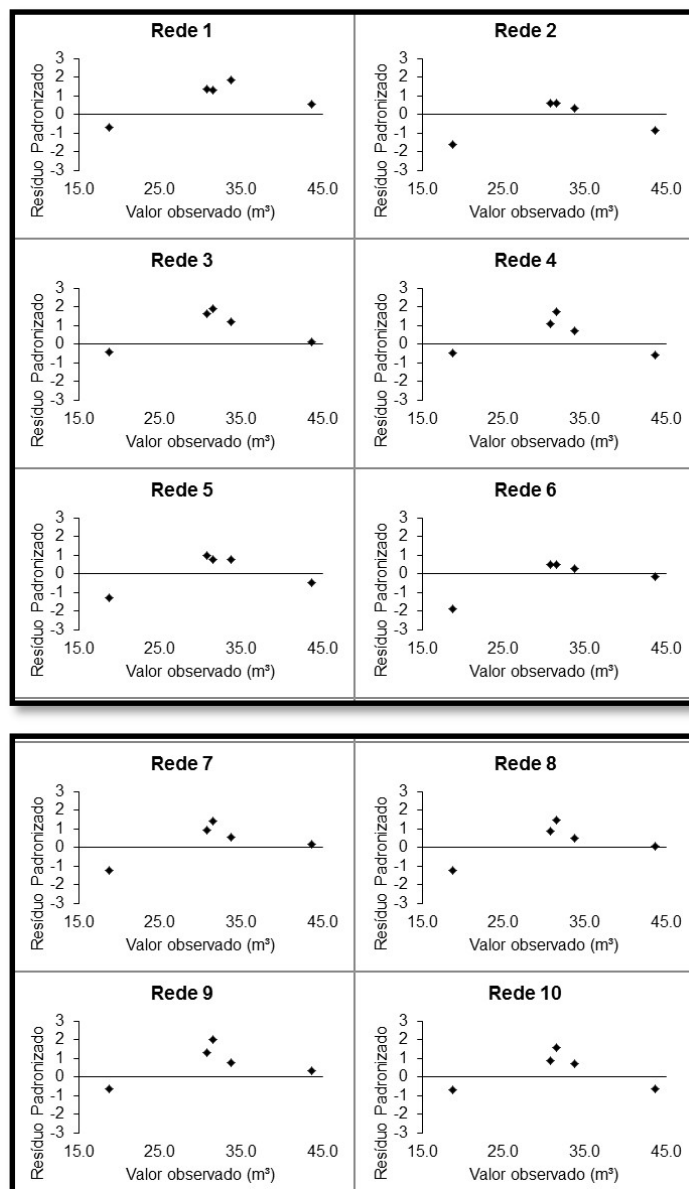 Rede 1
Resíduo Padronizado
3
2
1
0
-1
-2
-3
15.0 25.0 35.0 45.0
Valor observado (m³)
Rede 2
Resíduo Padronizado
3
2
1
0
-1
-2
-3
15.0 25.0 35.0 45.0
Valor observado (m³)
Rede 3
Resíduo Padronizado
3
2
1
0
-1
-2
-3
15.0 25.0 35.0 45.0
Valor observado (m³)
Rede 4
Resíduo Padronizado
3
2
1
0
-1
-2
-3
15.0 25.0 35.0 45.0
Valor observado (m³)
Rede 5
Resíduo Padronizado
3
2
1
0
-1
-2
-3
15.0 25.0 35.0 45.0
Valor observado (m³)
Rede 6
Resíduo Padronizado
3
2
1
0
-1
-2
-3
15.0 25.0 35.0 45.0
Valor observado (m³)
Rede 7
Resíduo Padronizado
3
2
1
0
-1
-2
-3
15.0 25.0 35.0 45.0
Valor observado (m³)
Rede 8
Resíduo Padronizado
3
2
1
0
-1
-2
-3
15.0 25.0 35.0 45.0
Valor observado (m³)
Rede 9
Resíduo Padronizado
3
2
1
0
-1
-2
-3
15.0 25.0 35.0 45.0
Valor observado (m³)
Rede 10
Resíduo Padronizado
3
2
1
0
-1
-2
-3
15.0 25.0 35.0 45.0
Valor observado (m³)